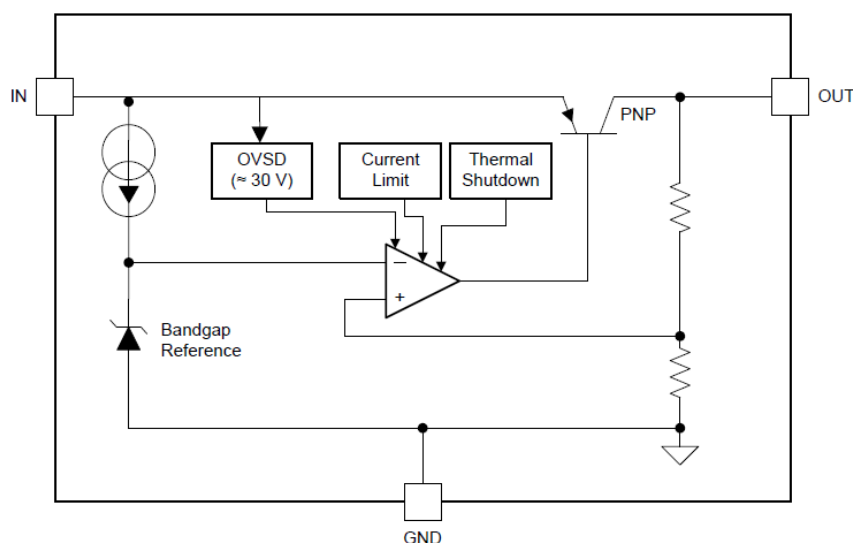 IN
OUT
PNP
OVSD
(≈ 30 V)
Current
Limit
Thermal
Shutdown
−
+
Bandgap
Reference
GND